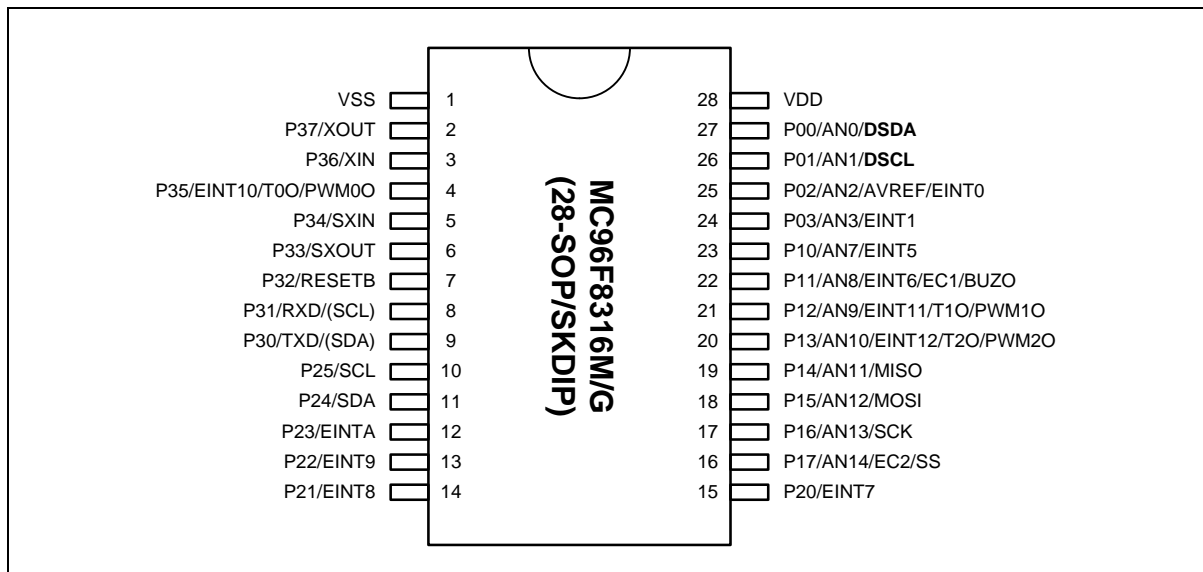 VSS 1
P37/XOUT 2
P36/XIN 3
P35/EINT10/T0O/PWM0O 4
P34/SXIN 5
P33/SXOUT 6
P32/RESETB 7
P31/RXD/(SCL) 8
P30/TXD/(SDA) 9
P25/SCL 10
P24/SDA 11
P23/EINTA 12
P22/EINT9 13
P21/EINT8 14
MC96F8316M/G
(28-SOP/SKDIP)
28 VDD
27 P00/AN0/DSDA
26 P01/AN1/DSCL
25 P02/AN2/AVREF/EINT0
24 P03/AN3/EINT1
23 P10/AN7/EINT5
22 P11/AN8/EINT6/EC1/BUZO
21 P12/AN9/EINT11/T1O/PWM1O
20 P13/AN10/EINT12/T2O/PWM2O
19 P14/AN11/MISO
18 P15/AN12/MOSI
17 P16/AN13/SCK
16 P17/AN14/EC2/SS
15 P20/EINT7